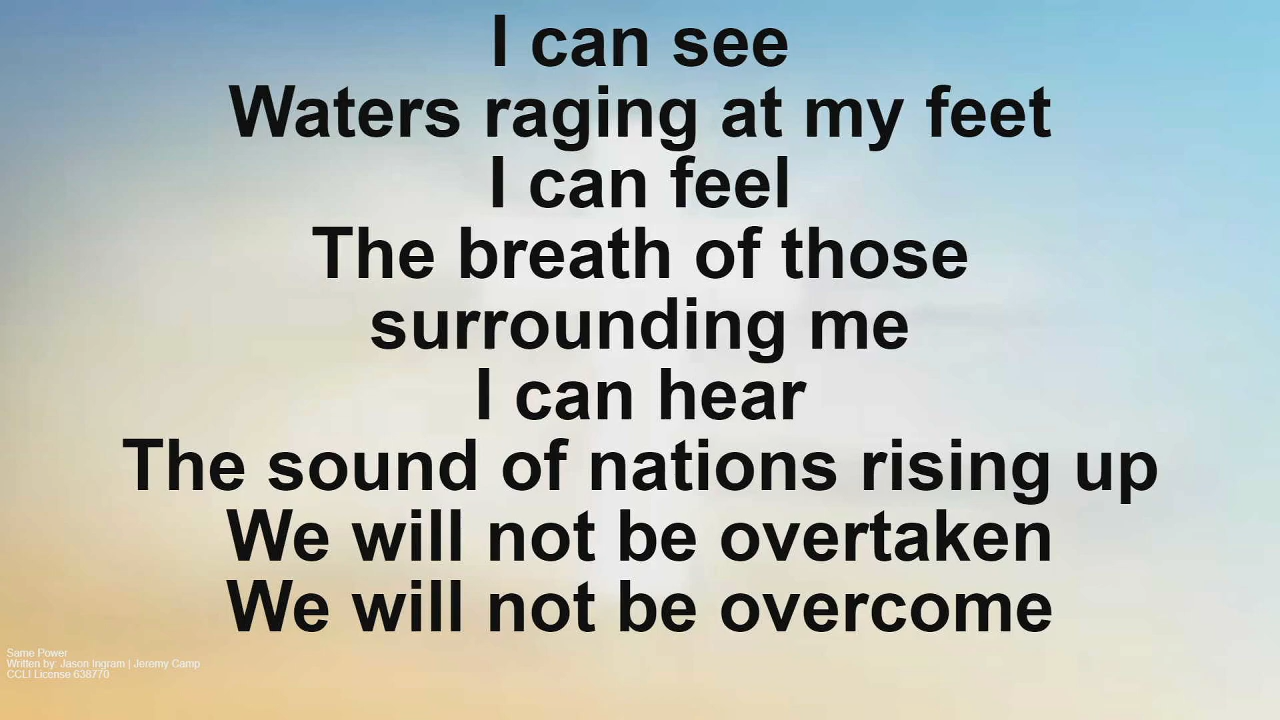 I can see
Waters raging at my feet
I can feel
The breath of those
surrounding me
I can hear
The sound of nations rising up
We will not be overtaken
We will not be overcome
Same Power
Written by: Jason Ingram | Jeremy Camp
CCLI License 638770